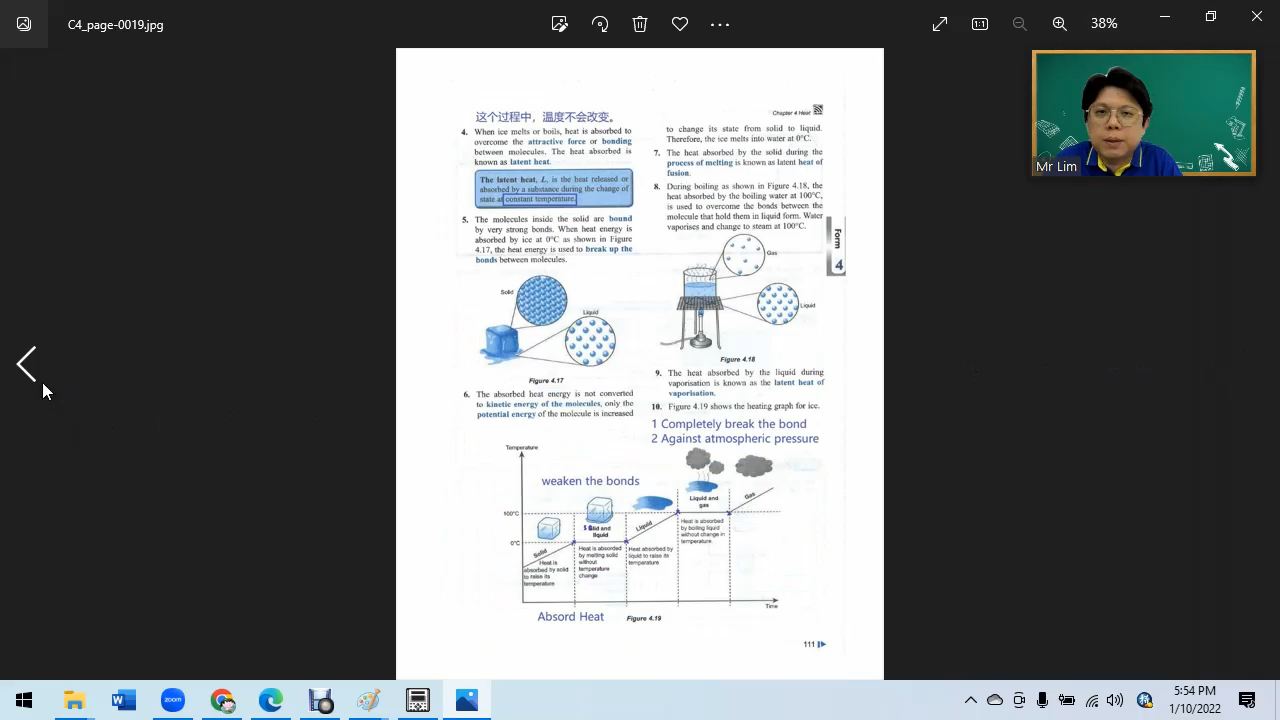 C4_page-0019.jpg
38%
Mr Lim
这个过程中，温度不会改变。
Chapter 4 Heat
4. When ice melts or boils, heat is absorbed to
overcome the attractive force or bonding
between molecules. The heat absorbed is
known as latent heat.
The latent heat, L, is the heat released or
absorbed by a substance during the change of
state at constant temperature.
5. The molecules inside the solid are bound
by very strong bonds. When heat energy is
absorbed by ice at 0°C as shown in Figure
4.17, the heat energy is used to break up the
bonds between molecules.
Solid
Liquid
Figure 4.17
6. The absorbed heat energy is not converted
to kinetic energy of the molecules, only the
potential energy of the molecule is increased
to change its state from solid to liquid.
Therefore, the ice melts into water at 0°C.
7. The heat absorbed by the solid during the
process of melting is known as latent heat of
fusion.
8. During boiling as shown in Figure 4.18, the
heat absorbed by the boiling water at 100°C,
is used to overcome the bonds between the
molecule that hold them in liquid form. Water
vaporises and change to steam at 100°C.
Form
4
Gas
Liquid
Figure 4.18
9. The heat absorbed by the liquid during
vaporisation is known as the latent heat of
vaporisation.
10. Figure 4.19 shows the heating graph for ice.
1 Completely break the bond
2 Against atmospheric pressure
Temperature
weaken the bonds
100°C
0°C
Solid
Heat is
absorbed by solid
to raise its
temperature
liquid
Heat is absorded
by melting solid
without
temperature
change
Liquid
Heat absorbed by
liquid to raise its
temperature
Liquid and
gas
Heat is absorbed
by boiling liquid
without change in
temperature
Gas
Time
Absord Heat
Figure 4.19
111
zoom
5:54 PM
1/10/2022